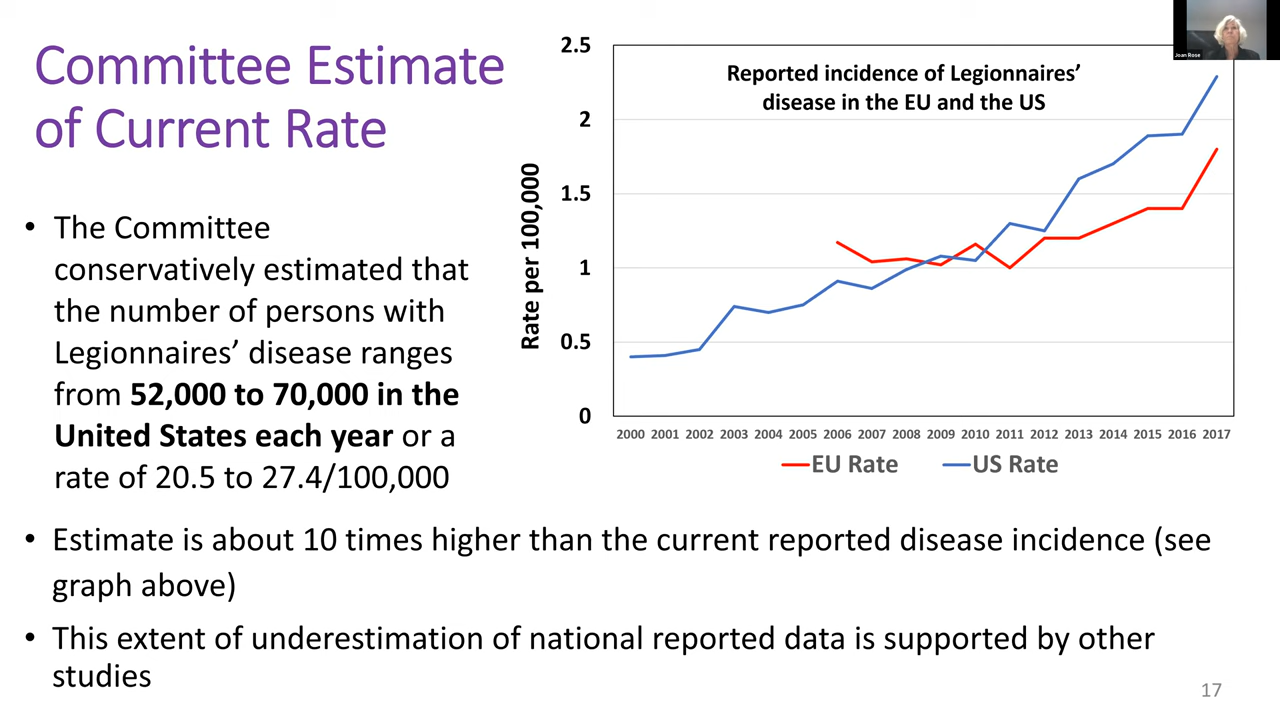 Committee Estimate
of Current Rate
• The Committee
conservatively estimated that
the number of persons with
Legionnaires’ disease ranges
from 52,000 to 70,000 in the
United States each year or a
rate of 20.5 to 27.4/100,000
Joan Rose
Reported incidence of Legionnaires’
disease in the EU and the US
Rate per 100,000
2.5
2
1.5
1
0.5
0
2000 2001 2002 2003 2004 2005 2006 2007 2008 2009 2010 2011 2012 2013 2014 2015 2016 2017
EU Rate US Rate
• Estimate is about 10 times higher than the current reported disease incidence (see
graph above)
• This extent of underestimation of national reported data is supported by other
studies
17